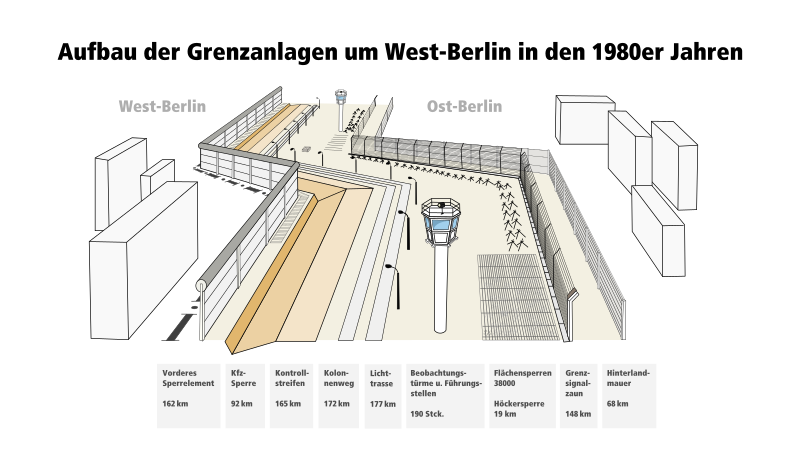 Aufbau der Grenzanlagen um West-Berlin in den 1980er Jahren
West-Berlin
Ost-Berlin
Vorderes
Sperrelement
162 km
Kfz-
Sperre
92 km
Kontroll-
streifen
165 km
Kolon-
nenweg
172 km
Licht-
trasse
177 km
Beobachtungs-
türme u. Führungs-
stellen
190 Stck.
Flächensperren
38000
Höckersperre
19 km
Grenz-
signal-
zaun
148 km
Hinterland-
mauer
68 km